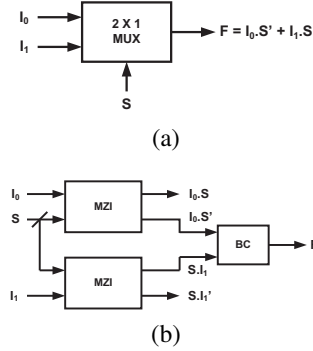 I0
I1
2 X 1
MUX
F = I0.S' + I1.S
S
(a)
I0
S
MZI
I0.S
I0.S'
BC
F
S.I1
I1
MZI
S.I1'
(b)